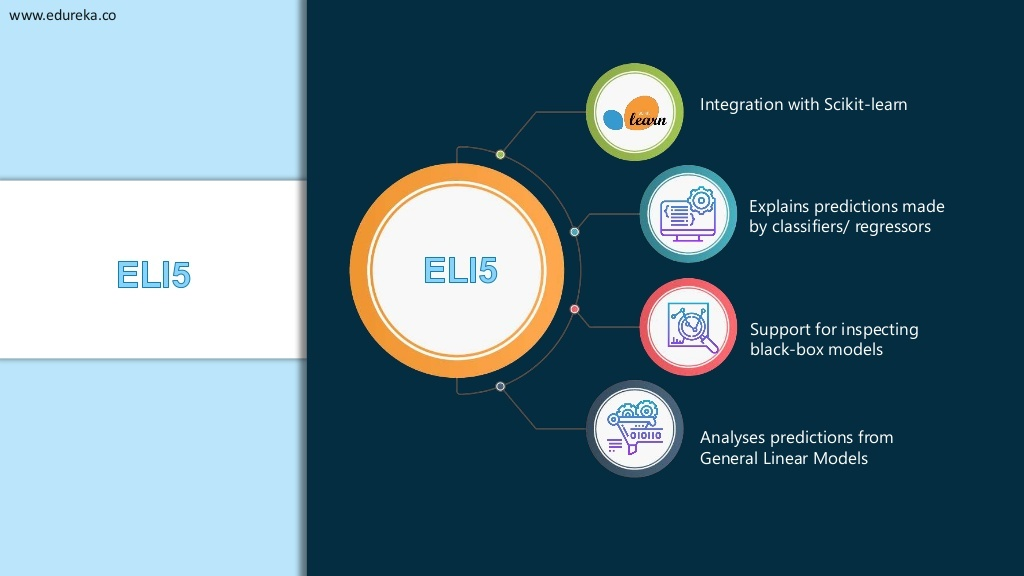 www.edureka.co
ELI5
ELI5
learn
Integration with Scikit-learn
Explains predictions made
by classifiers/ regressors
Support for inspecting
black-box models
010110
Analyses predictions from
General Linear Models